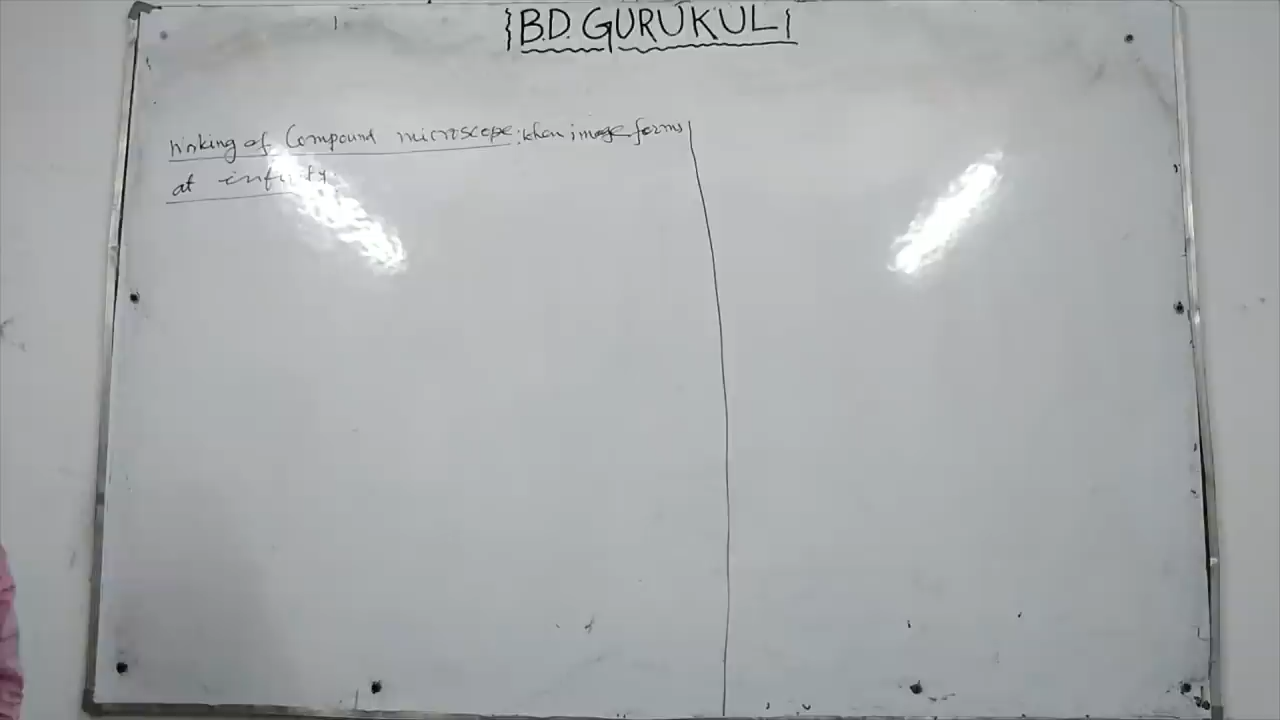 B.D. GURUKUL
Working of Compound microscope: when image forms
at infinity.